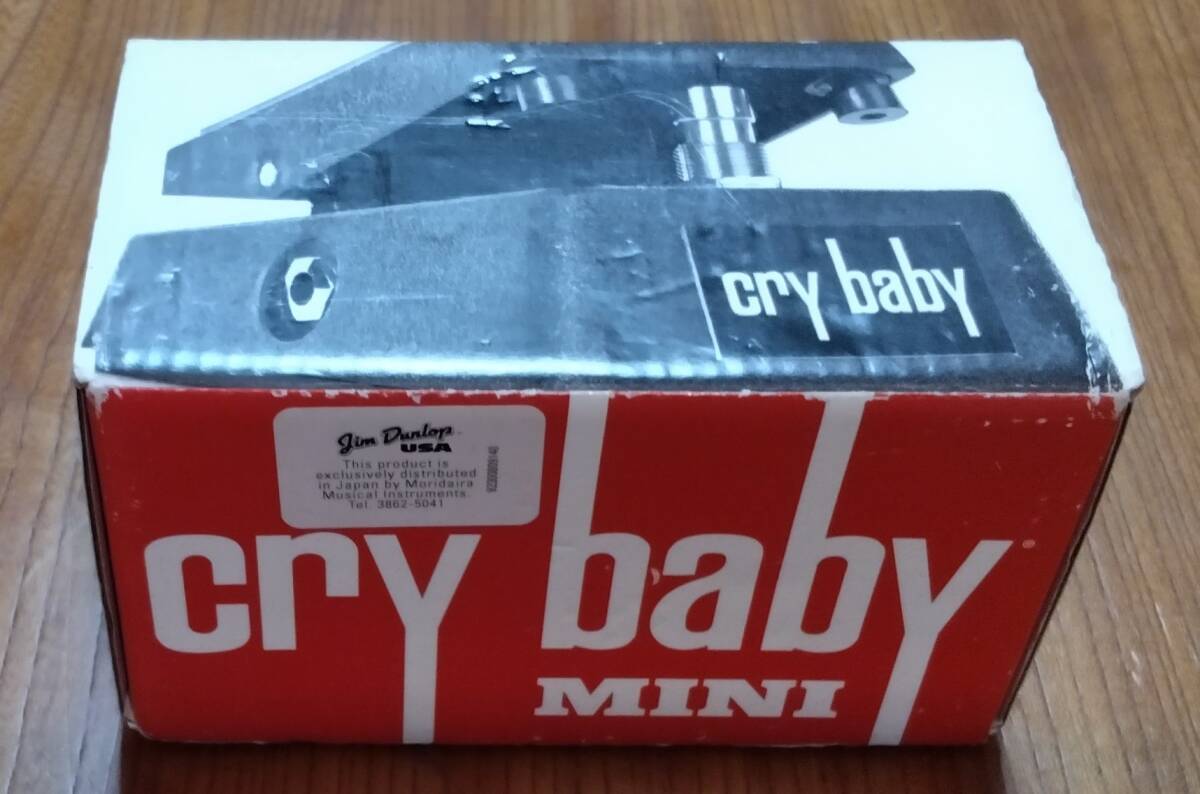 cry baby
Jim Dunlop
USA
This product is
exclusively distributed
in Japan by Moridaira
Musical Instruments.
Tel. 3862-5041
cry baby
MINI